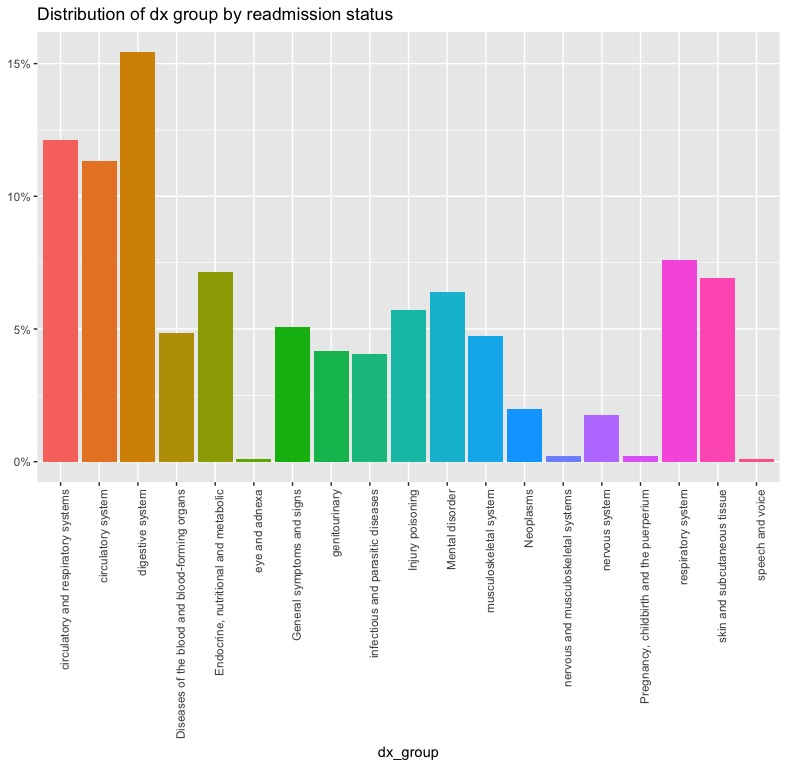 Distribution of dx group by readmission status
15%
10%
5%
0%
circulatory and respiratory systems
circulatory system
digestive system
Diseases of the blood and blood-forming organs
Endocrine, nutritional and metabolic
eye and adnexa
General symptoms and signs
genitourinary
infectious and parasitic diseases
Injury poisoning
Mental disorder
musculoskeletal system
Neoplasms
nervous and musculoskeletal systems
nervous system
Pregnancy, childbirth and the puerperium
respiratory system
skin and subcutaneous tissue
speech and voice
dx_group